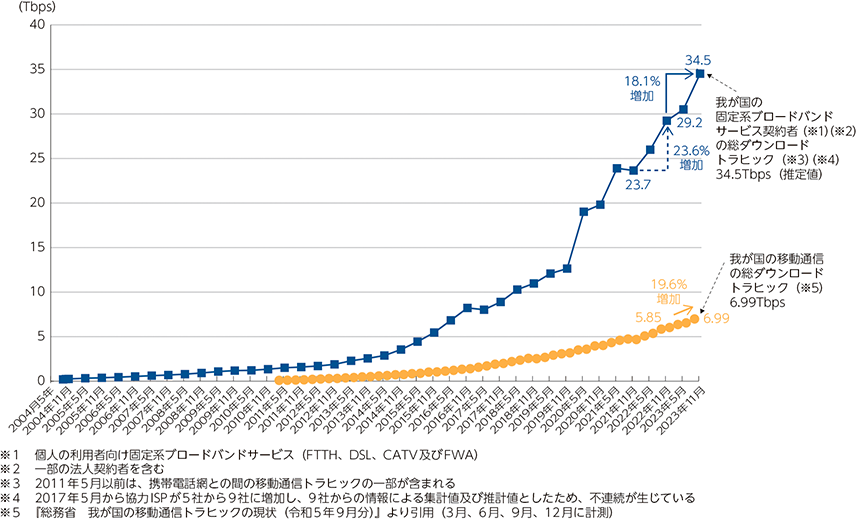 (Tbps)
40
35
30
25
20
15
10
5
0
34.5
18.1%
増加
29.2
23.6%
増加
23.7
我が国の
固定系ブロードバンド
サービス契約者（※1）（※2）
の総ダウンロード
トラヒック（※3）（※4）
34.5Tbps（推定値）
我が国の移動通信
の総ダウンロード
トラヒック（※5）
6.99Tbps
19.6%
増加
5.85
6.99
2004月5年
2004年11月
2005年5月
2005年11月
2006年5月
2006年11月
2007年5月
2007年11月
2008年5月
2008年11月
2009年5月
2009年11月
2010年5月
2010年11月
2011年5月
2011年11月
2012年5月
2012年11月
2013年5月
2013年11月
2014年5月
2014年11月
2015年5月
2015年11月
2016年5月
2016年11月
2017年5月
2017年11月
2018年5月
2018年11月
2019年5月
2019年11月
2020年5月
2020年11月
2021年5月
2021年11月
2022年5月
2022年11月
2023年5月
2023年11月
※1　個人の利用者向け固定系ブロードバンドサービス（FTTH、DSL、CATV及びFWA）
※2　一部の法人契約者を含む
※3　2011年5月以前は、携帯電話網との間の移動通信トラヒックの一部が含まれる
※4　2017年5月から協力ISPが5社から9社に増加し、9社からの情報による集計値及び推計値としたため、不連続が生じている
※5　『総務省　我が国の移動通信トラヒックの現状（令和5年9月分）』より引用（3月、6月、9月、12月に計測）